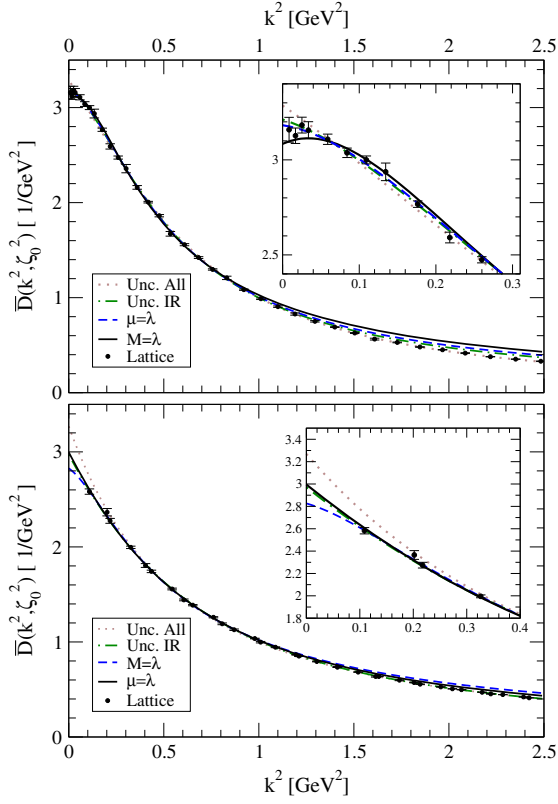 k² [GeV²]
0 0.5 1 1.5 2 2.5
3
2
1
0
D̅(k²,ζ₀²) [ 1/GeV²]
3.0
2.5
0 0.1 0.2 0.3
Unc. All
Unc. IR
μ=λ
M=λ
Lattice
3
2
1
0
D̅(k²,ζ₀²) [ 1/GeV²]
3.4
3.2
3
2.8
2.6
2.4
2.2
2
1.8
0 0.1 0.2 0.3 0.4
Unc. All
Unc. IR
M=λ
μ=λ
Lattice
0 0.5 1 1.5 2 2.5
k² [GeV²]